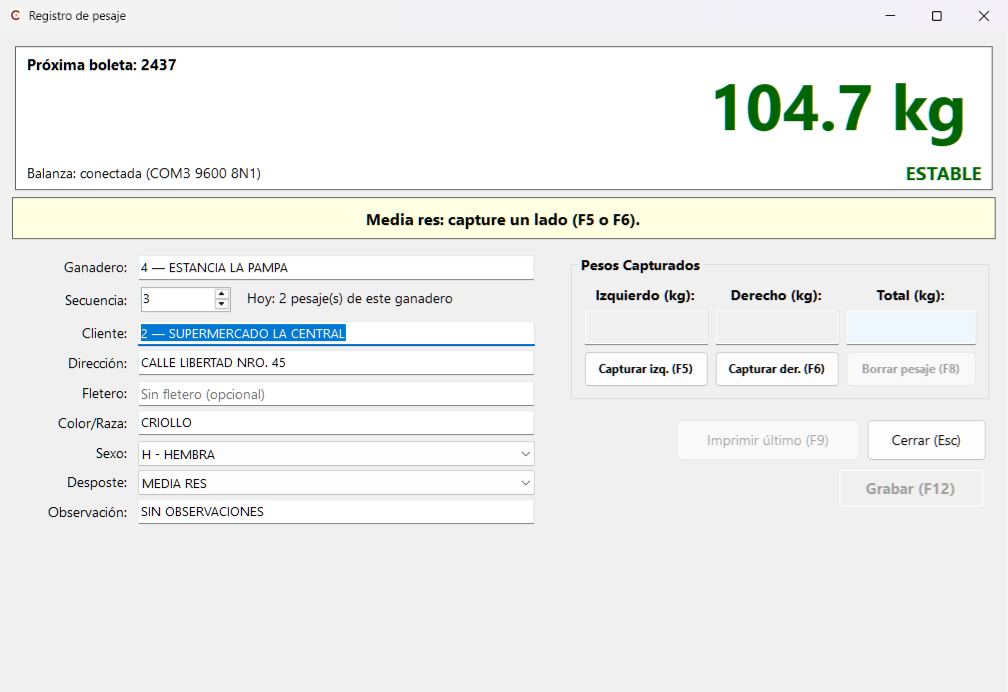 Registro de pesaje
Próxima boleta: 2437
104.7 kg
Balanza: conectada (COM3 9600 8N1)
ESTABLE
Media res: capture un lado (F5 o F6).
Ganadero: 4 — ESTANCIA LA PAMPA
Secuencia: 3 Hoy: 2 pesaje(s) de este ganadero
Cliente: 2 — SUPERMERCADO LA CENTRAL
Dirección: CALLE LIBERTAD NRO. 45
Fletero: Sin fletero (opcional)
Color/Raza: CRIOLLO
Sexo: H - HEMBRA
Desposte: MEDIA RES
Observación: SIN OBSERVACIONES
Pesos Capturados
Izquierdo (kg): Derecho (kg): Total (kg):
Capturar izq. (F5) Capturar der. (F6) Borrar pesaje (F8)
Imprimir último (F9) Cerrar (Esc)
Grabar (F12)